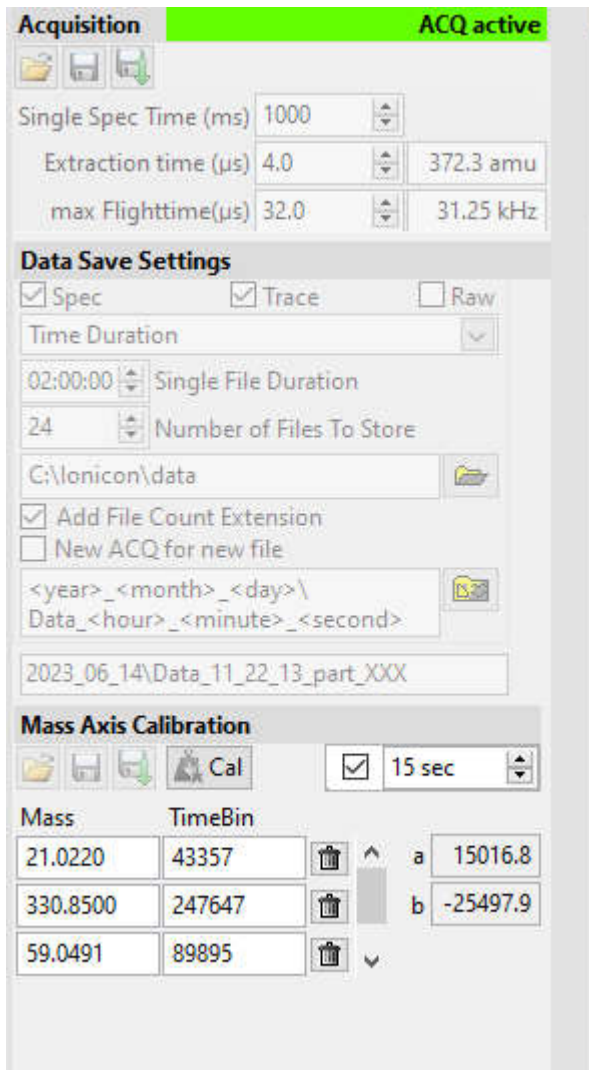 Acquisition ACQ active
Single Spec Time (ms) 1000
Extraction time (µs) 4.0 372.3 amu
max Flighttime(µs) 32.0 31.25 kHz
Data Save Settings
Spec Trace Raw
Time Duration
02:00:00 Single File Duration
24 Number of Files To Store
C:\Ionicon\data
Add File Count Extension
New ACQ for new file
<year>_<month>_<day>\
Data_<hour>_<minute>_<second>
2023_06_14\Data_11_22_13_part_XXX
Mass Axis Calibration
Cal 15 sec
Mass TimeBin
21.0220 43357 a 15016.8
330.8500 247647 b -25497.9
59.0491 89895